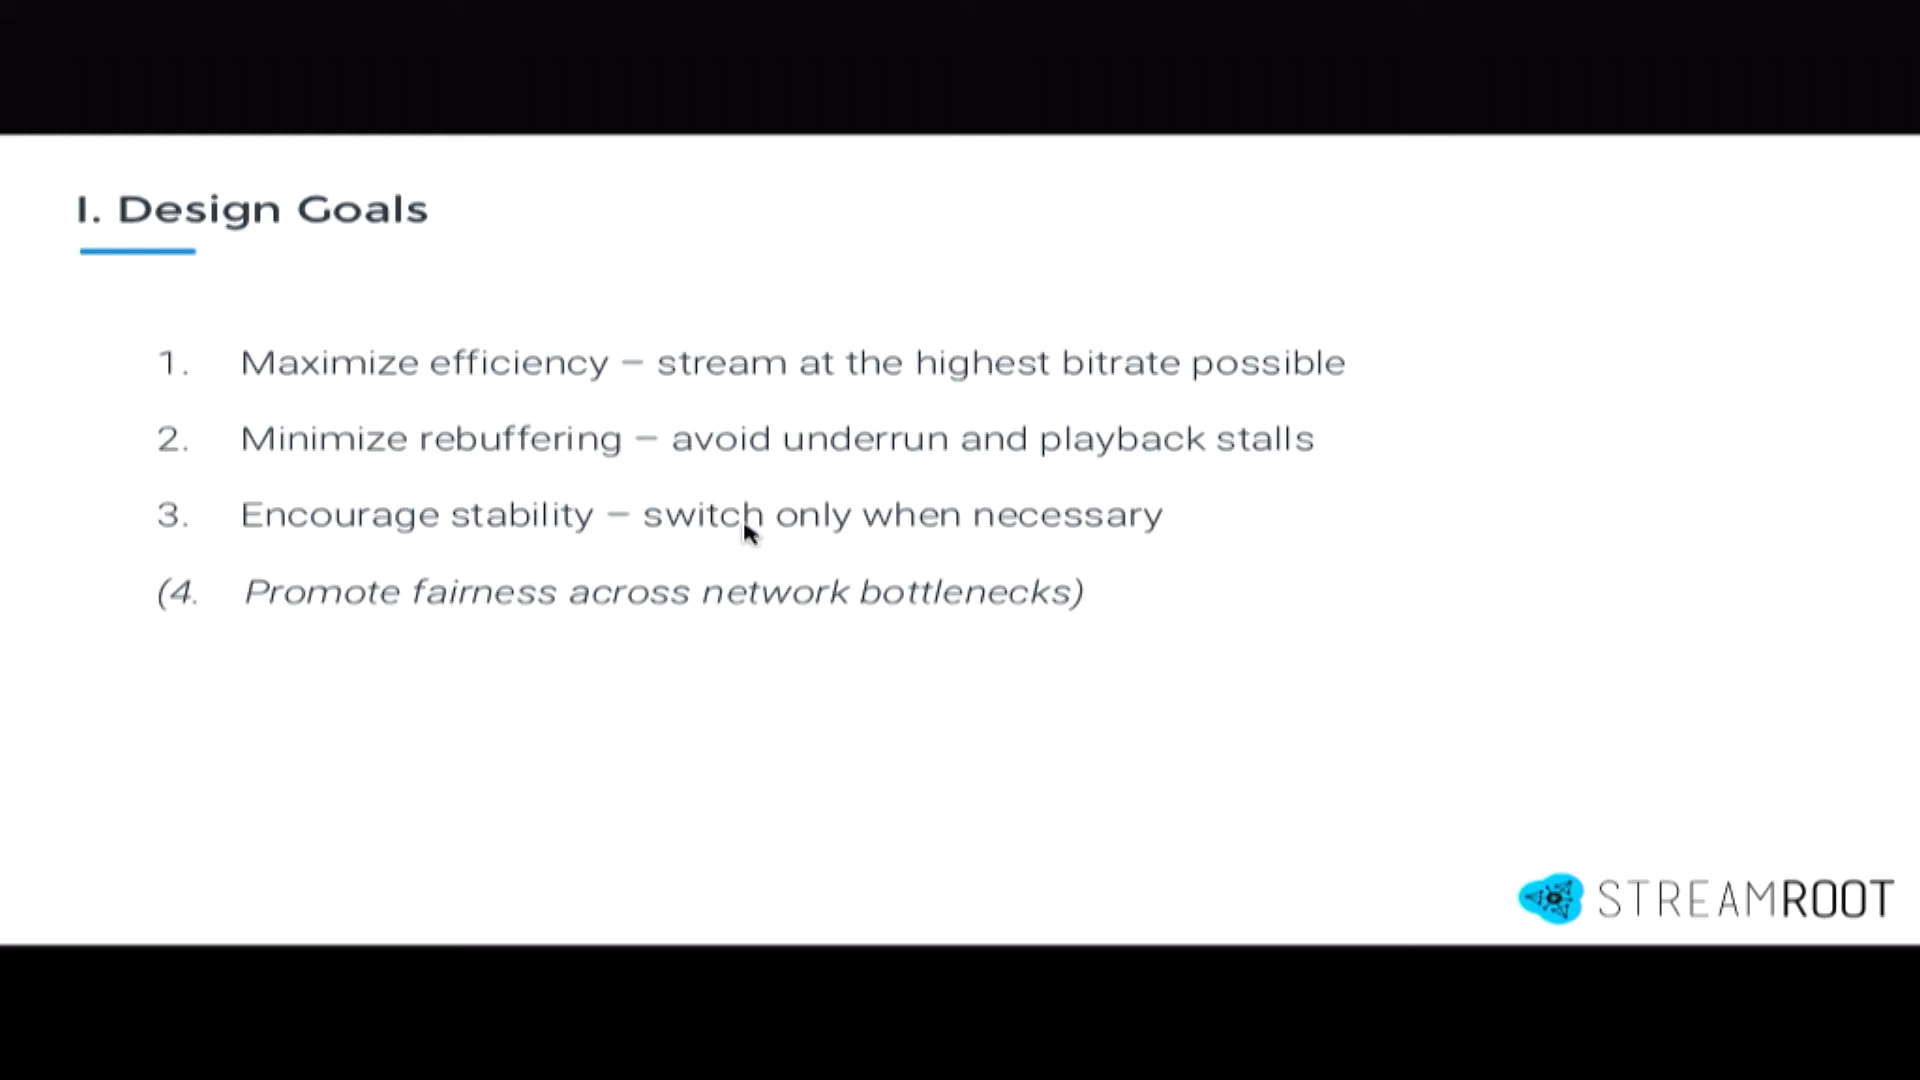 I. Design Goals
1. Maximize efficiency – stream at the highest bitrate possible
2. Minimize rebuffering – avoid underrun and playback stalls
3. Encourage stability – switch only when necessary
(4. Promote fairness across network bottlenecks)
STREAMROOT